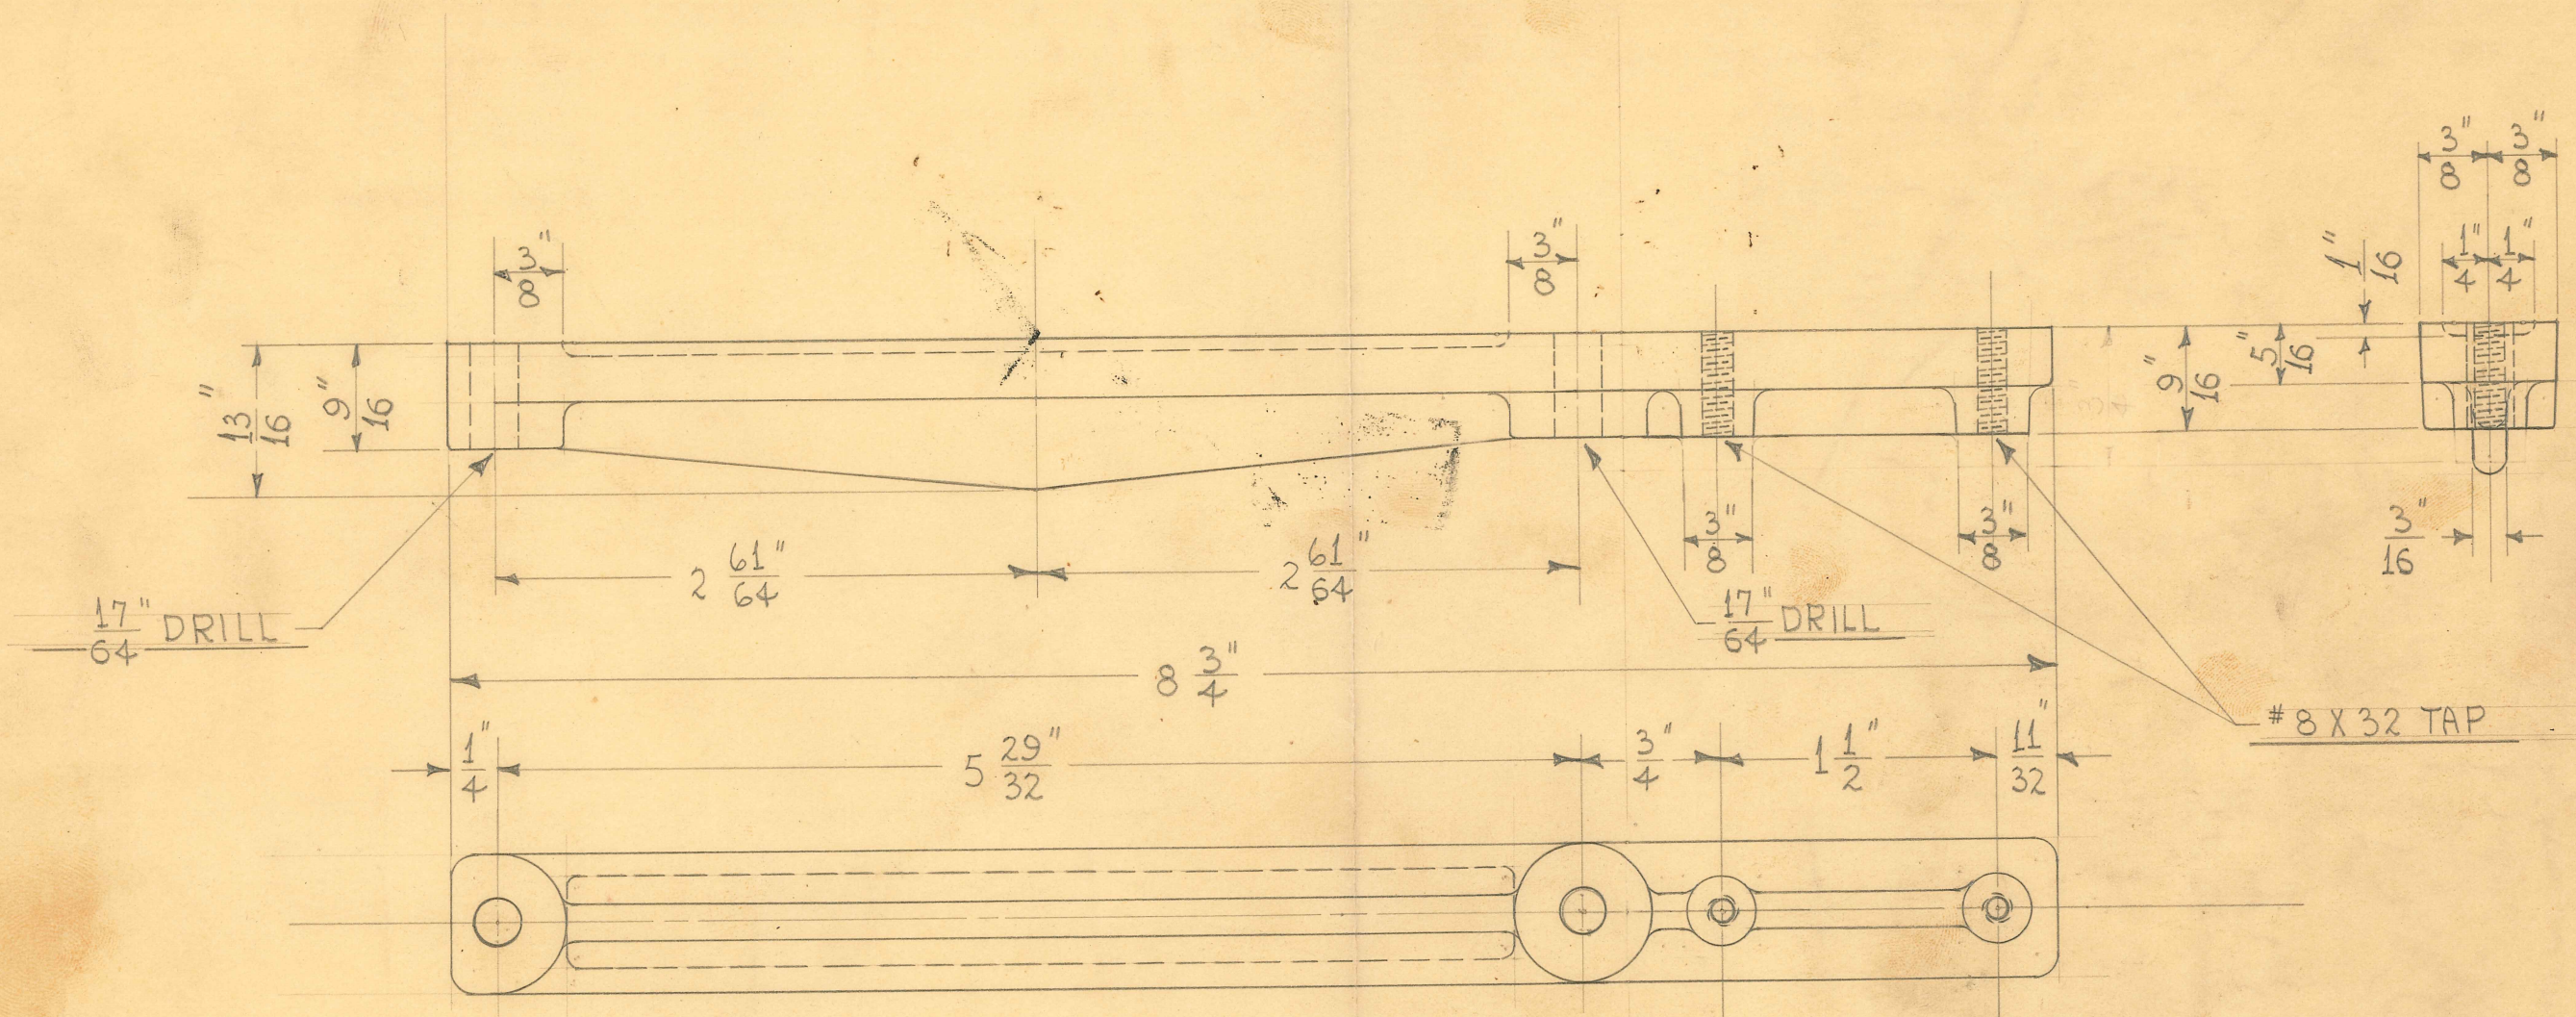 3/8" 3/8"
3/8" 3/8" 1/16" 1/4" 1/4"
13/16" 9/16" 9/16" 5/16"
3/8" 3/8" 3/16"
2 61/64" 2 61/64"
17/64" DRILL 17/64" DRILL
8 3/4"
#8 X 32 TAP
1/4" 5 29/32" 3/4" 1 1/2" 11/32"